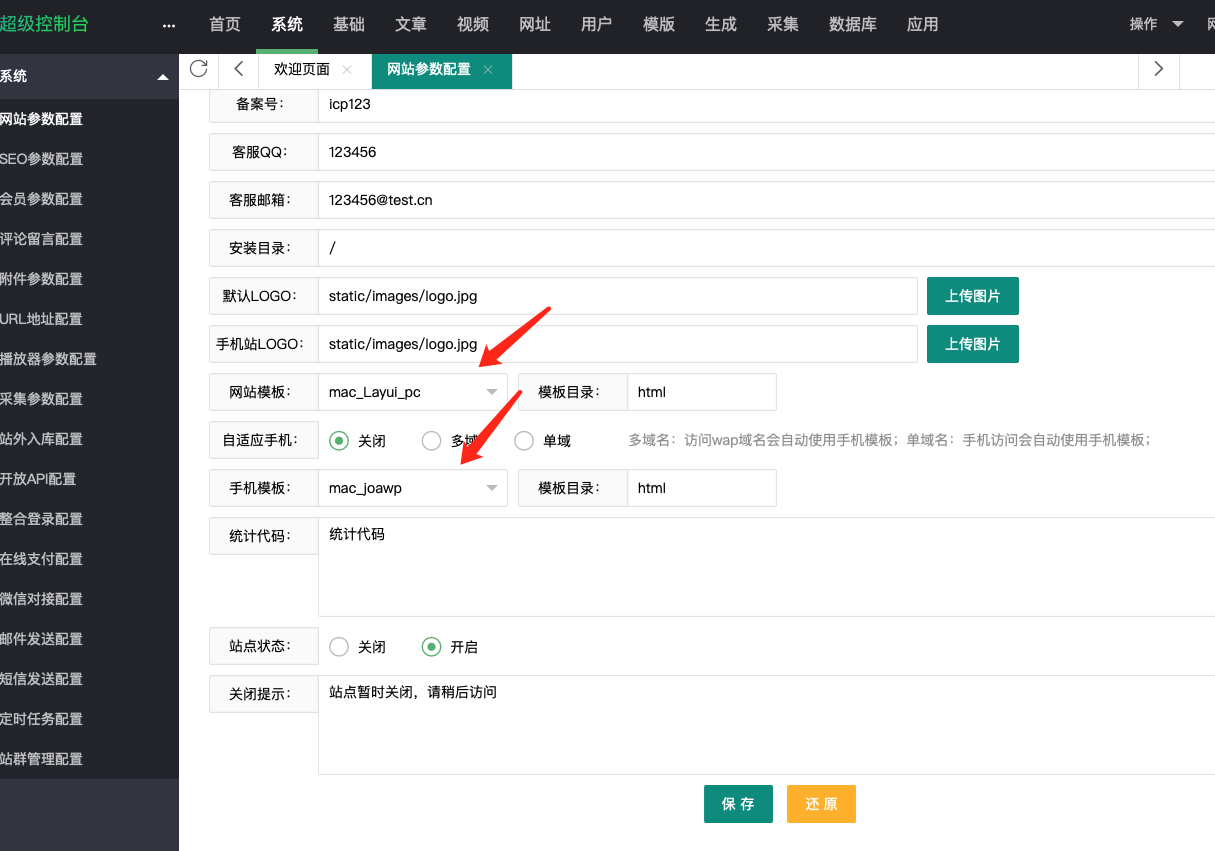 超级控制台
...
首页 系统 基础 文章 视频 网址 用户 模版 生成 采集 数据库 应用 操作
系统
欢迎页面 网站参数配置
网站参数配置
SEO参数配置
会员参数配置
评论留言配置
附件参数配置
URL地址配置
播放器参数配置
采集参数配置
站外入库配置
开放API配置
整合登录配置
在线支付配置
微信对接配置
邮件发送配置
短信发送配置
定时任务配置
站群管理配置
备案号: icp123
客服QQ: 123456
客服邮箱: 123456@test.cn
安装目录: /
默认LOGO: static/images/logo.jpg 上传图片
手机站LOGO: static/images/logo.jpg 上传图片
网站模板: mac_Layui_pc 模板目录: html
自适应手机: 关闭 多域 单域 多域名：访问wap域名会自动使用手机模板；单域名：手机访问会自动使用手机模板；
手机模板: mac_joawp 模板目录: html
统计代码: 统计代码
站点状态: 关闭 开启
关闭提示: 站点暂时关闭，请稍后访问
保 存 还 原